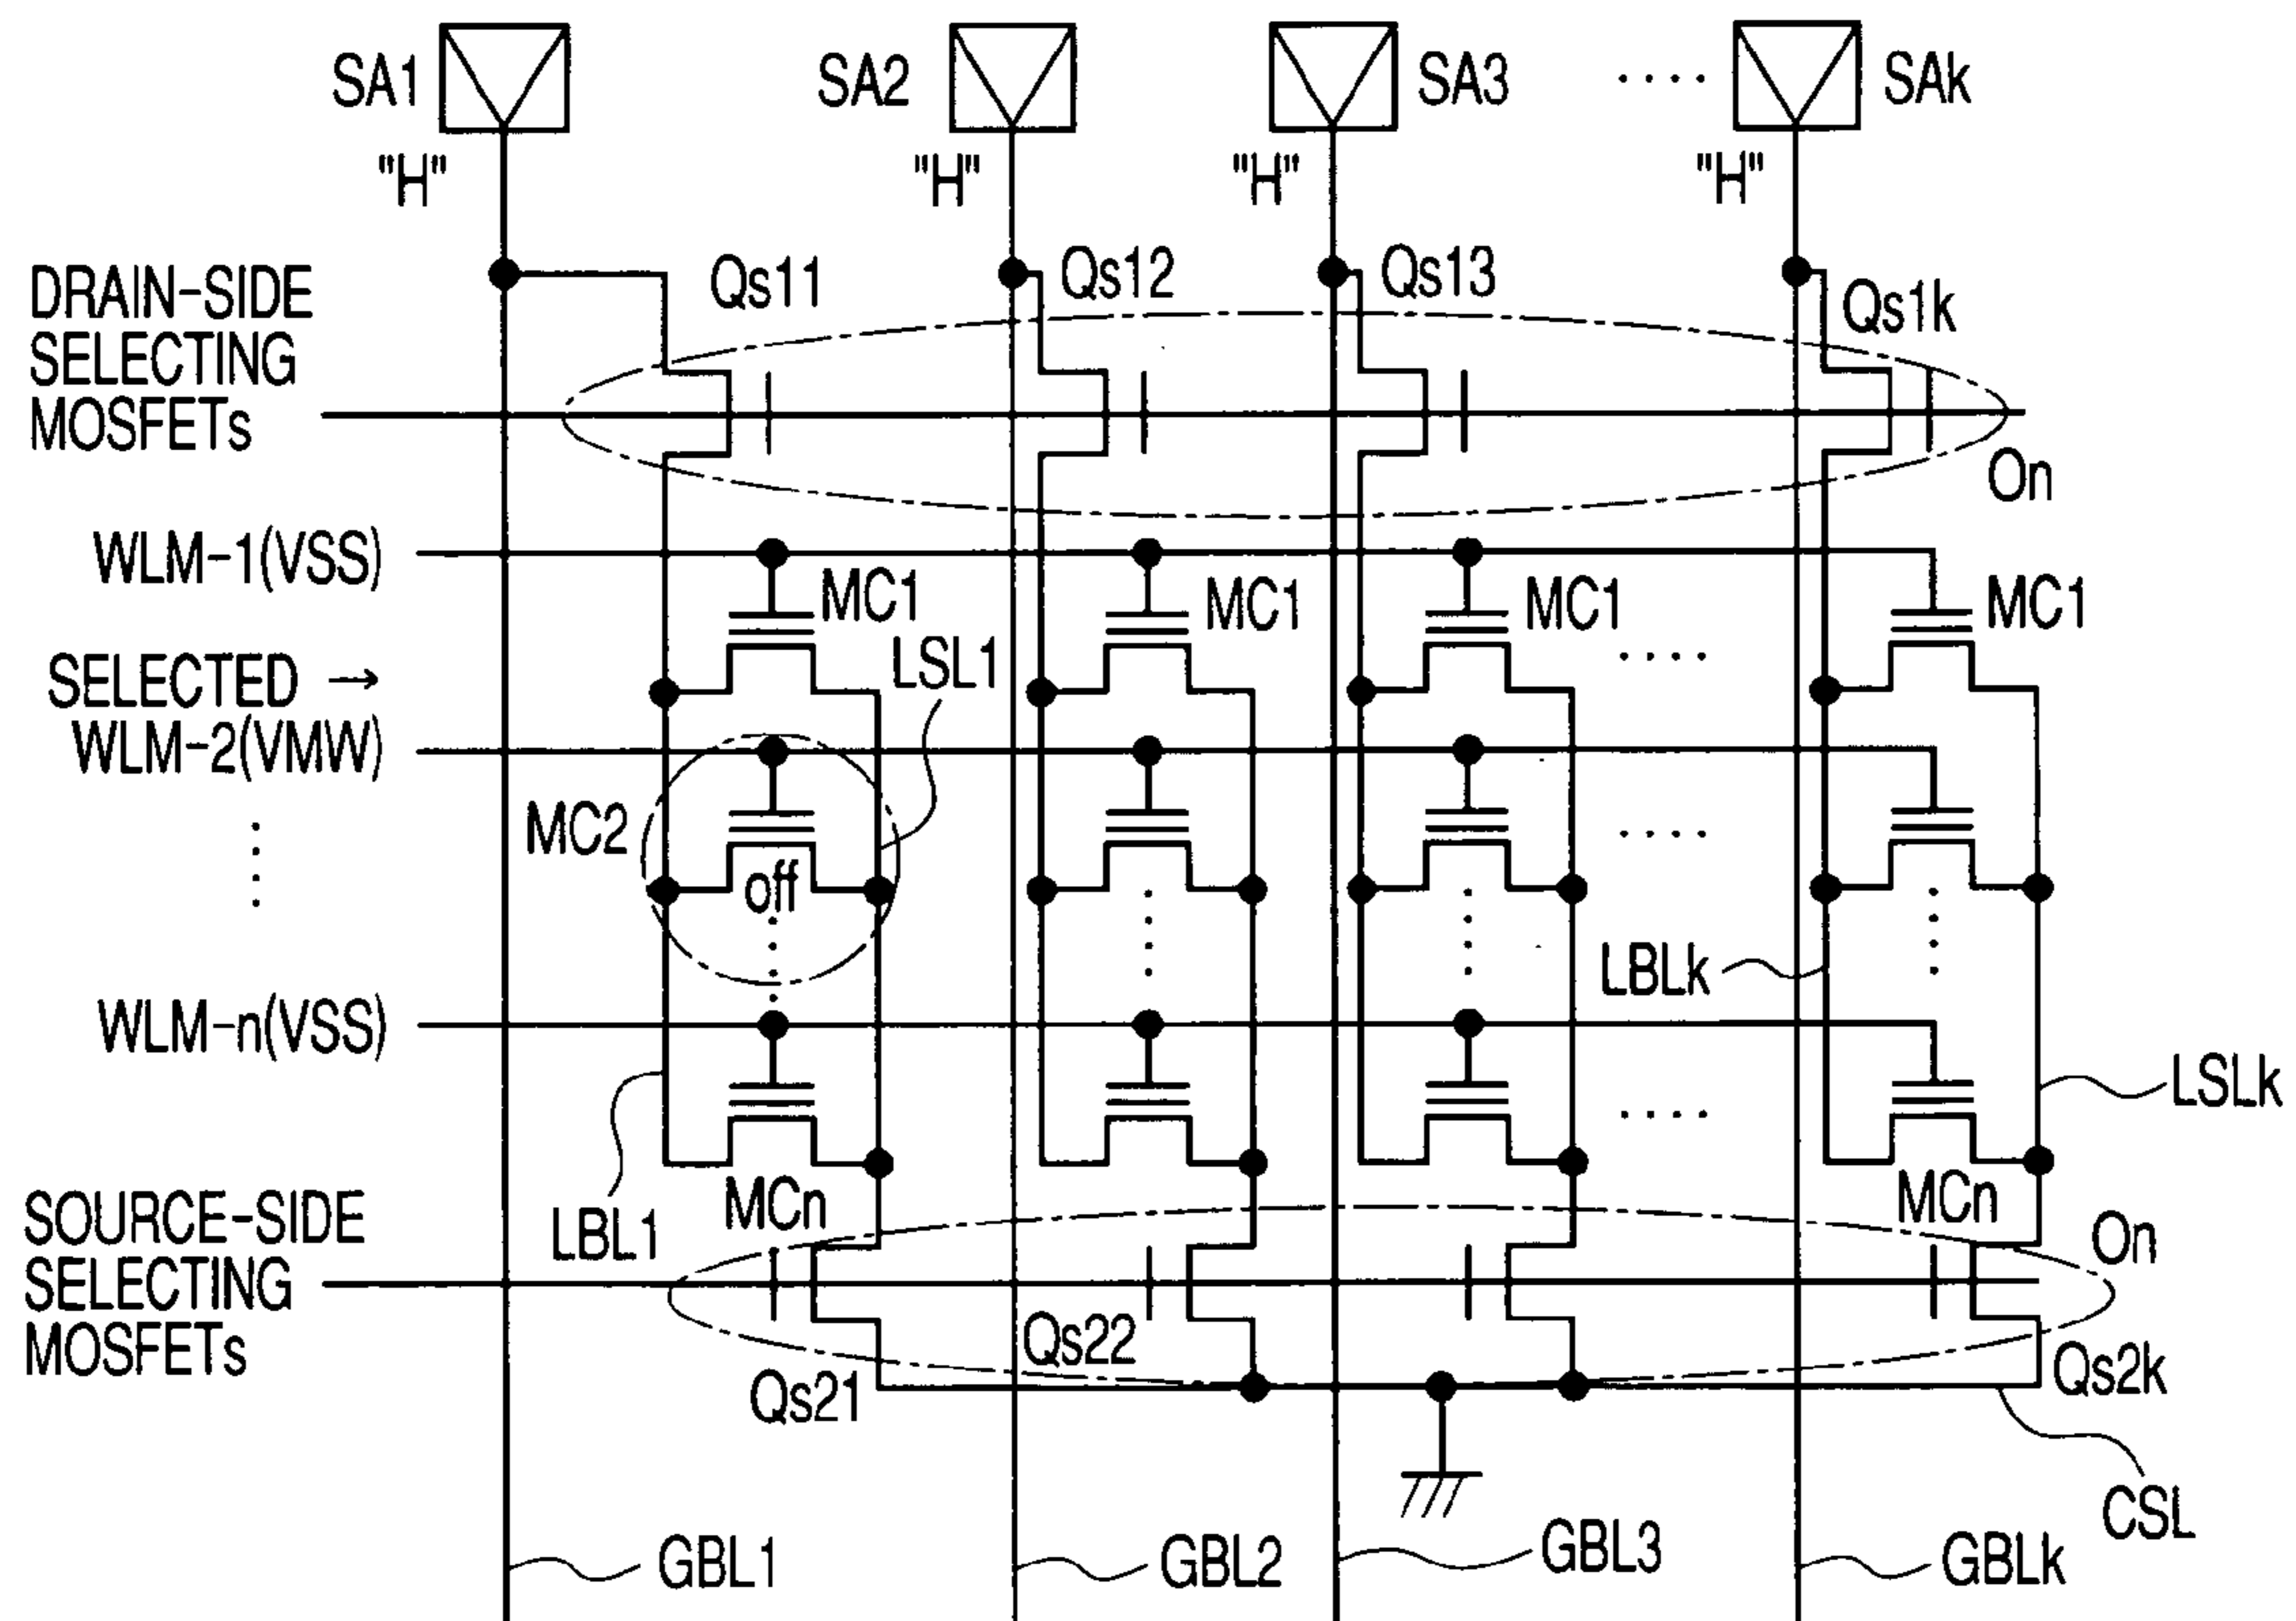 SA1
SA2
SA3
SAk
"H"
"H"
"H"
"H"
DRAIN-SIDE
SELECTING
MOSFETs
Qs11
Qs12
Qs13
Qs1k
On
WLM-1(VSS)
MC1
MC1
MC1
MC1
LSL1
SELECTED →
WLM-2(VMW)
MC2
off
LBLk
WLM-n(VSS)
LSLk
LBL1
MCn
MCn
SOURCE-SIDE
SELECTING
MOSFETs
On
Qs21
Qs22
Qs2k
CSL
GBL1
GBL2
GBL3
GBLk